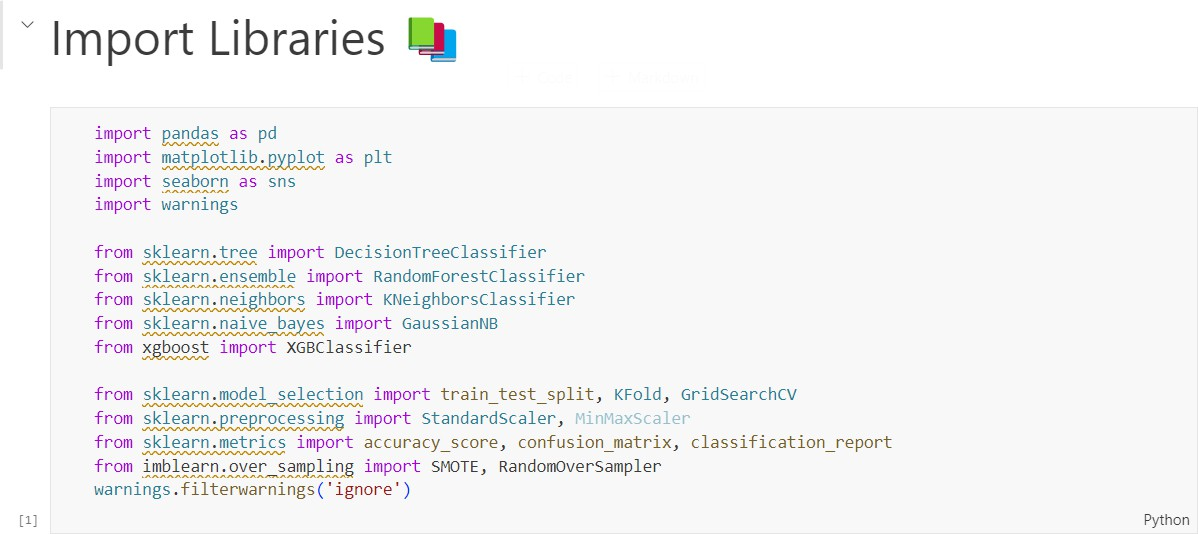 Import Libraries
import pandas as pd
import matplotlib.pyplot as plt
import seaborn as sns
import warnings
from sklearn.tree import DecisionTreeClassifier
from sklearn.ensemble import RandomForestClassifier
from sklearn.neighbors import KNeighborsClassifier
from sklearn.naive_bayes import GaussianNB
from xgboost import XGBClassifier
from sklearn.model_selection import train_test_split, KFold, GridSearchCV
from sklearn.preprocessing import StandardScaler, MinMaxScaler
from sklearn.metrics import accuracy_score, confusion_matrix, classification_report
from imblearn.over_sampling import SMOTE, RandomOverSampler
warnings.filterwarnings('ignore')
[1]
Python